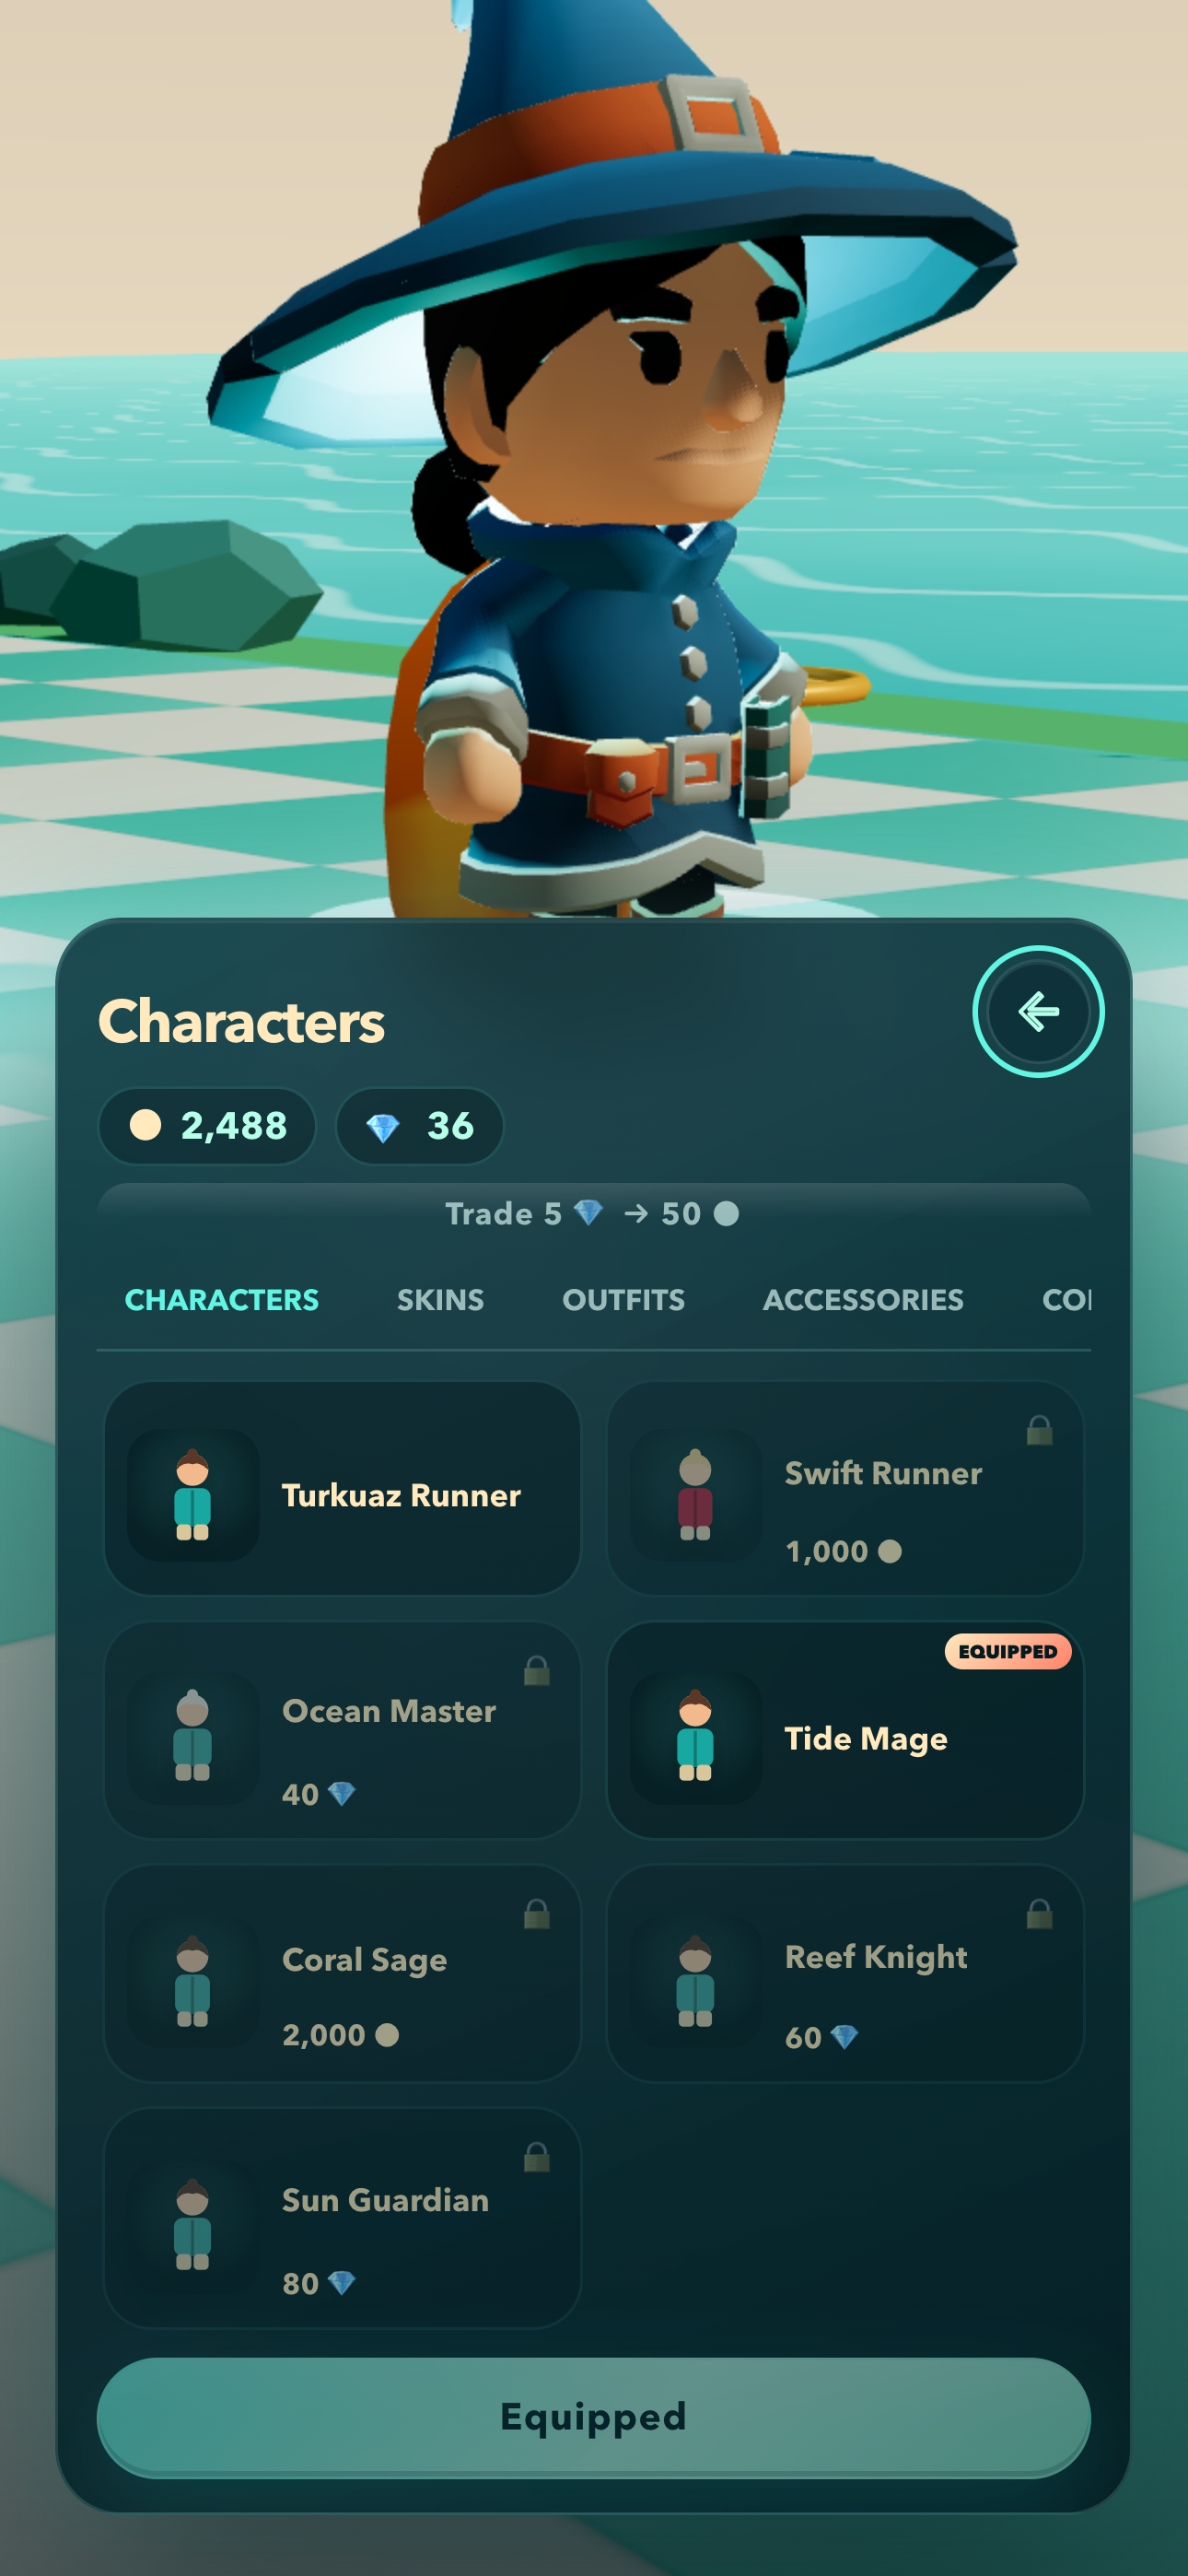 Characters
2,488 36
Trade 5 → 50
CHARACTERS SKINS OUTFITS ACCESSORIES
Turkuaz Runner
Swift Runner
1,000
Ocean Master
40
EQUIPPED
Tide Mage
Coral Sage
2,000
Reef Knight
60
Sun Guardian
80
Equipped